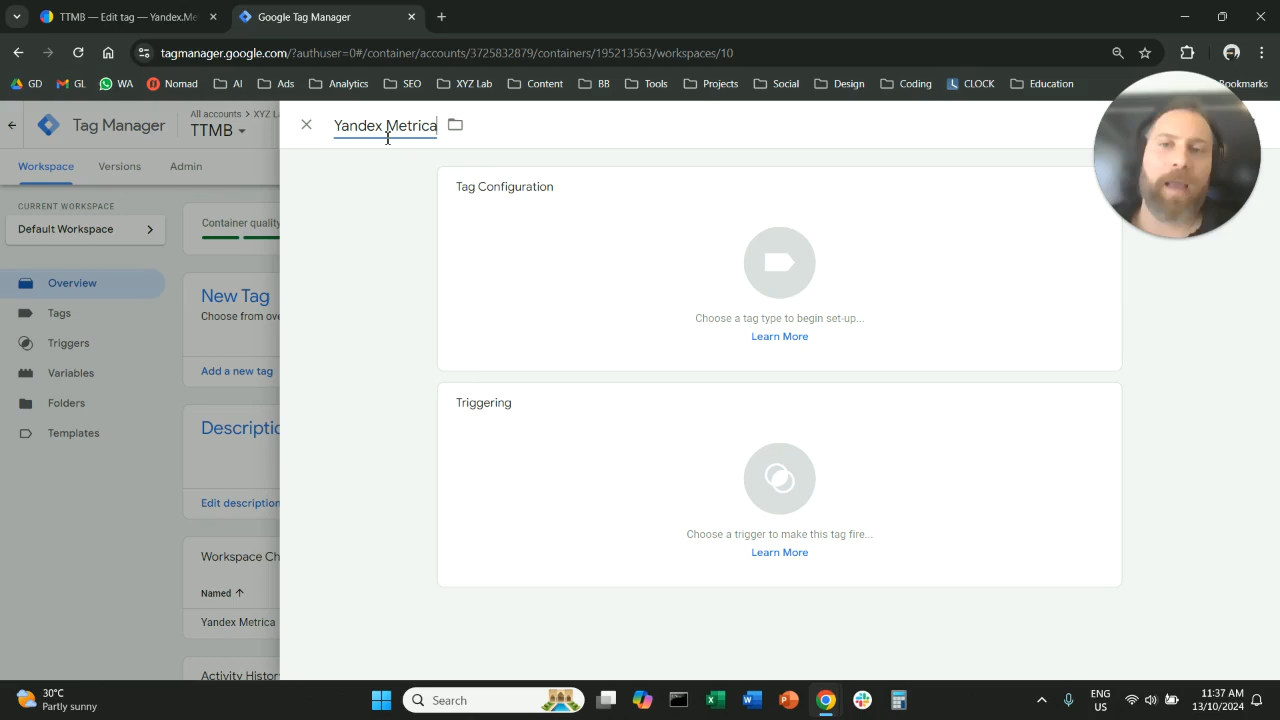 TTMB — Edit tag — Yandex.Me
Google Tag Manager
tagmanager.google.com/?authuser=0#/container/accounts/3725832879/containers/195213563/workspaces/10
GD
GL
WA
Nomad
AI
Ads
Analytics
SEO
XYZ Lab
Content
BB
Tools
Projects
Social
Design
Coding
CLOCK
Education
Bookmarks
Tag Manager
All accounts > XYZ L
TTMB
Yandex Metrica
Workspace
Versions
Admin
CURRENT WORKSPACE
Default Workspace
Overview
Tags
Triggers
Variables
Folders
Templates
Container quality
New Tag
Choose from ove
Add a new tag
Descriptio
Edit description
Workspace Ch
Named
Yandex Metrica
Activity Histor
Tag Configuration
Choose a tag type to begin set-up...
Learn More
Triggering
Choose a trigger to make this tag fire...
Learn More
30°C
Partly sunny
Search
ENG
US
11:37 AM
13/10/2024